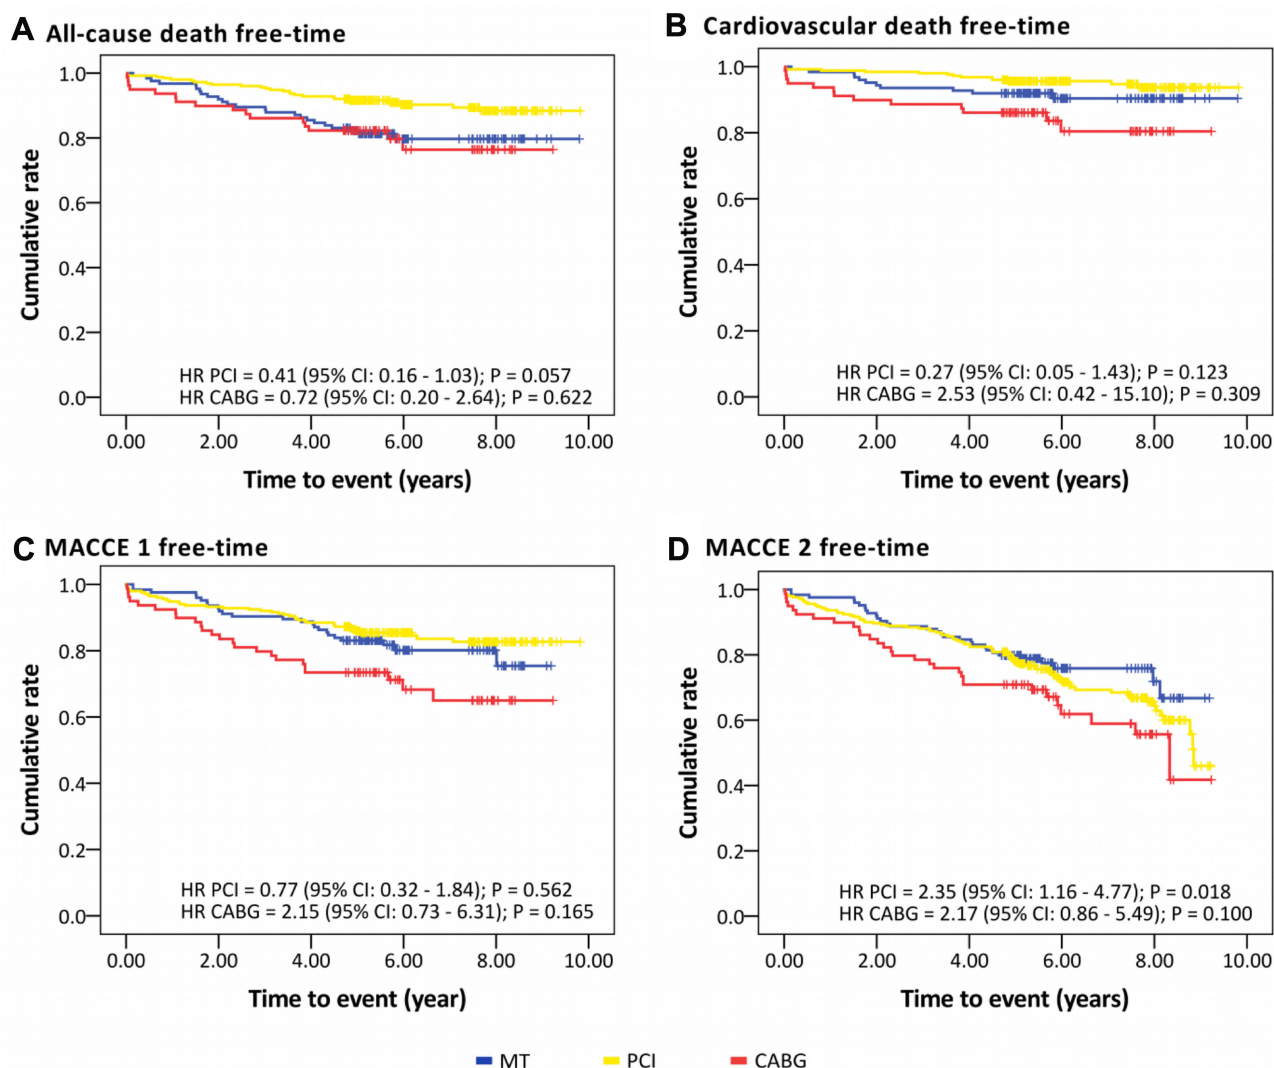 A All-cause death free-time
1.0
0.8
0.6
0.4
0.2
0.0
Cumulative rate
HR PCI = 0.41 (95% CI: 0.16 - 1.03); P = 0.057
HR CABG = 0.72 (95% CI: 0.20 - 2.64); P = 0.622
0.00 2.00 4.00 6.00 8.00 10.00
Time to event (years)
B Cardiovascular death free-time
1.0
0.8
0.6
0.4
0.2
0.0
Cumulative rate
HR PCI = 0.27 (95% CI: 0.05 - 1.43); P = 0.123
HR CABG = 2.53 (95% CI: 0.42 - 15.10); P = 0.309
0.00 2.00 4.00 6.00 8.00 10.00
Time to event (years)
C MACCE 1 free-time
1.0
0.8
0.6
0.4
0.2
0.0
Cumulative rate
HR PCI = 0.77 (95% CI: 0.32 - 1.84); P = 0.562
HR CABG = 2.15 (95% CI: 0.73 - 6.31); P = 0.165
0.00 2.00 4.00 6.00 8.00 10.00
Time to event (year)
D MACCE 2 free-time
1.0
0.8
0.6
0.4
0.2
0.0
Cumulative rate
HR PCI = 2.35 (95% CI: 1.16 - 4.77); P = 0.018
HR CABG = 2.17 (95% CI: 0.86 - 5.49); P = 0.100
0.00 2.00 4.00 6.00 8.00 10.00
Time to event (years)
MT PCI CABG